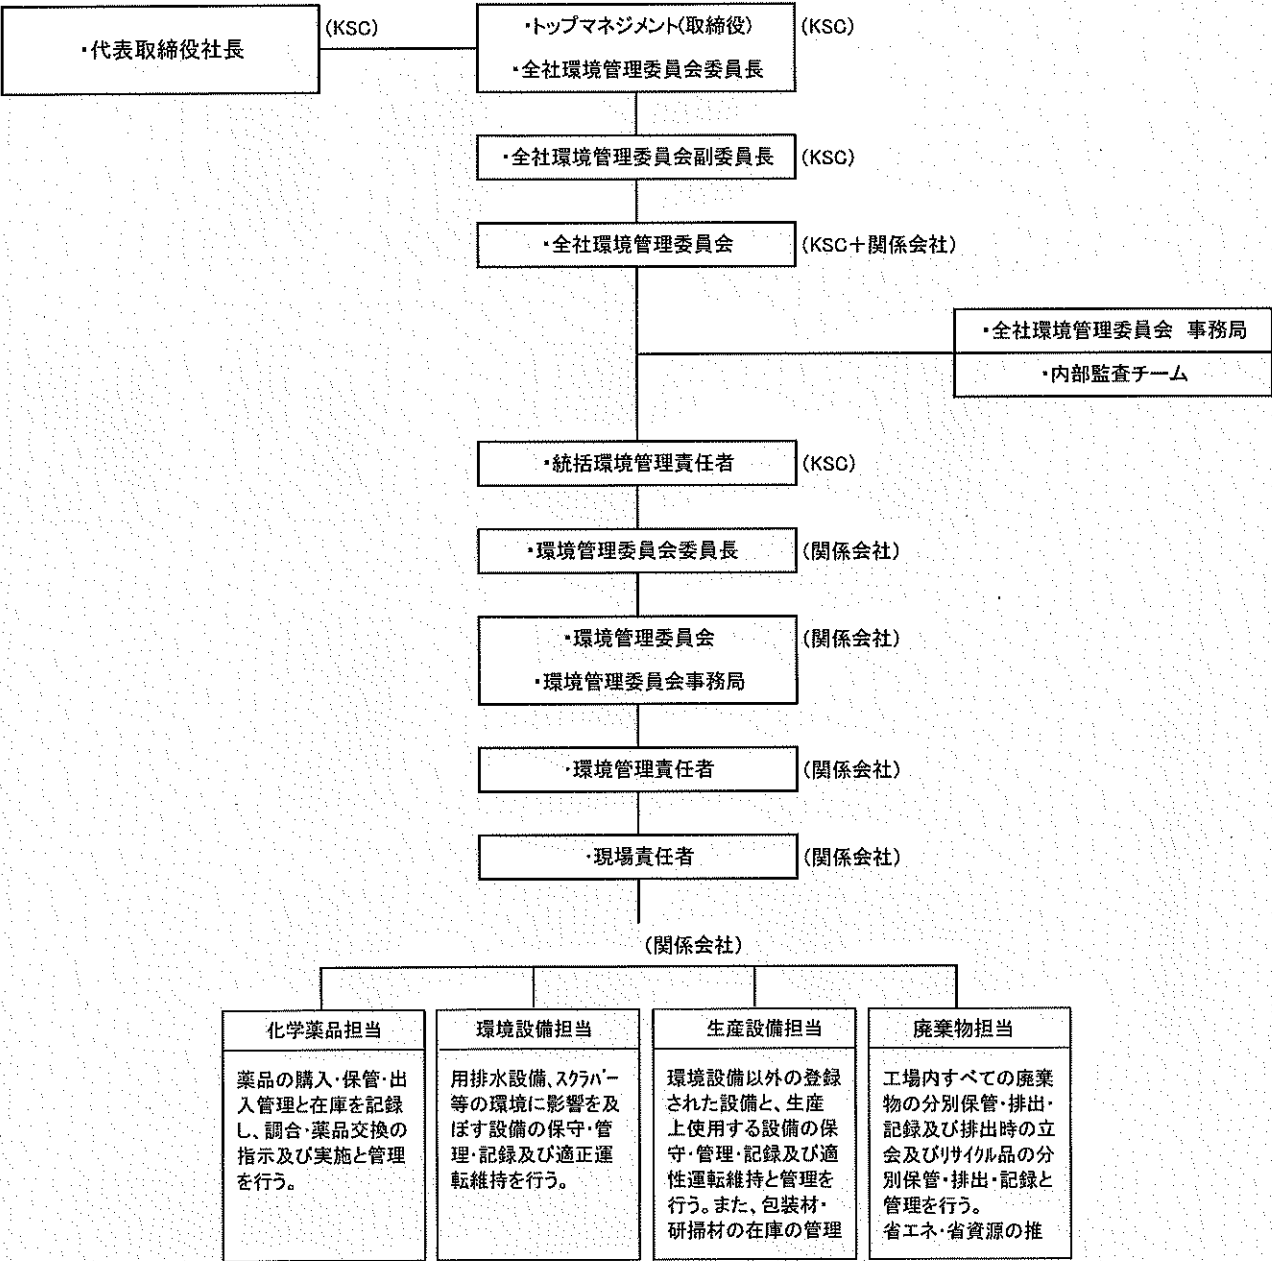 ・代表取締役社長
(KSC)
・トップマネジメント(取締役)
(KSC)
・全社環境管理委員会委員長
・全社環境管理委員会副委員長
(KSC)
・全社環境管理委員会
(KSC＋関係会社)
・全社環境管理委員会 事務局
・内部監査チーム
・統括環境管理責任者
(KSC)
・環境管理委員会委員長
(関係会社)
・環境管理委員会
(関係会社)
・環境管理委員会事務局
・環境管理責任者
(関係会社)
・現場責任者
(関係会社)
(関係会社)
化学薬品担当
薬品の購入・保管・出
入管理と在庫を記録
し、調合・薬品交換の
指示及び実施と管理
を行う。
環境設備担当
用排水設備、スクラバー
等の環境に影響を及
ぼす設備の保守・管
理・記録及び適正運
転維持を行う。
生産設備担当
環境設備以外の登録
された設備と、生産
上使用する設備の保
守・管理・記録及び適
性運転維持と管理を
行う。また、包装材・
研掃材の在庫の管理
廃棄物担当
工場内すべての廃棄
物の分別保管・排出・
記録及び排出時の立
会及びリサイクル品の分
別保管・排出・記録と
管理を行う。
省エネ・省資源の推